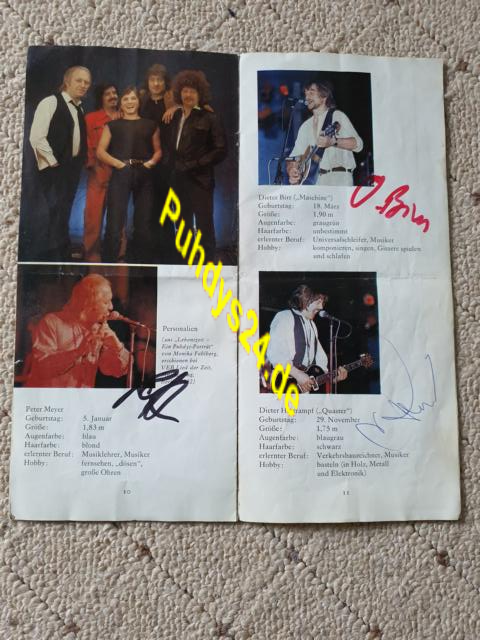 Personalien
(aus „Lebenszeit –
Ein Puhdys-Porträt"
von Monika
erschienen bei
VEB Lied der Zeit,
Peter Meyer
Geburtstag: 5. Januar
Größe: 1,83 m
Augenfarbe: blau
Haarfarbe: blond
erlernter Beruf: Musiklehrer, Musiker
Hobby: fernsehen, „dösen",
große Ohren
10
Dieter Birr („Maschine")
Geburtstag: 18. März
Größe: 1,90 m
Augenfarbe: graugrün
Haarfarbe: unbestimmt
erlernter Beruf: Universalschleifer, Musiker
Hobby: komponieren, singen, Gitarre spielen
und schlafen
Dieter („Quaster")
Geburtstag: 29. November
Größe: 1,75 m
Augenfarbe: blaugrau
Haarfarbe: schwarz
erlernter Beruf: Musiker
Hobby: basteln (in Holz, Metall
und Elektronik)
11
Puhdys24.de